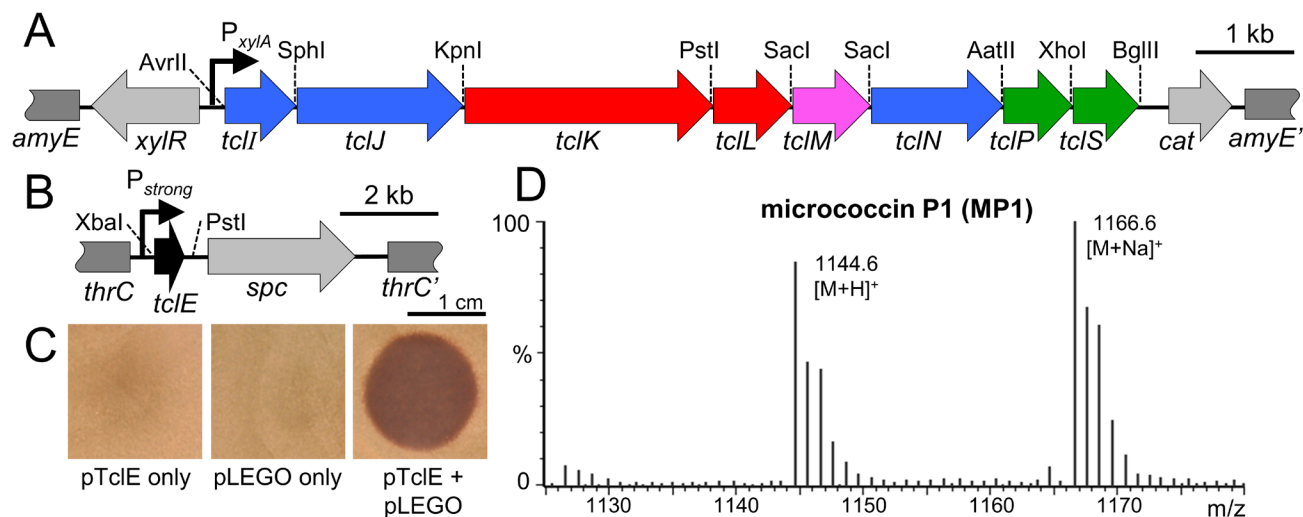 A
AvrII
P_xylA
SphI
KpnI
PstI
SacI
SacI
AatII
XhoI
BglII
1 kb
amyE
xylR
tclI
tclJ
tclK
tclL
tclM
tclN
tclP
tclS
cat
amyE'
B
XbaI
P_strong
PstI
2 kb
thrC
tclE
spc
thrC'
C
1 cm
pTclE only
pLEGO only
pTclE +
pLEGO
D
micrococcin P1 (MP1)
100
%
0
1144.6
[M+H]+
1166.6
[M+Na]+
1130
1140
1150
1160
1170
m/z